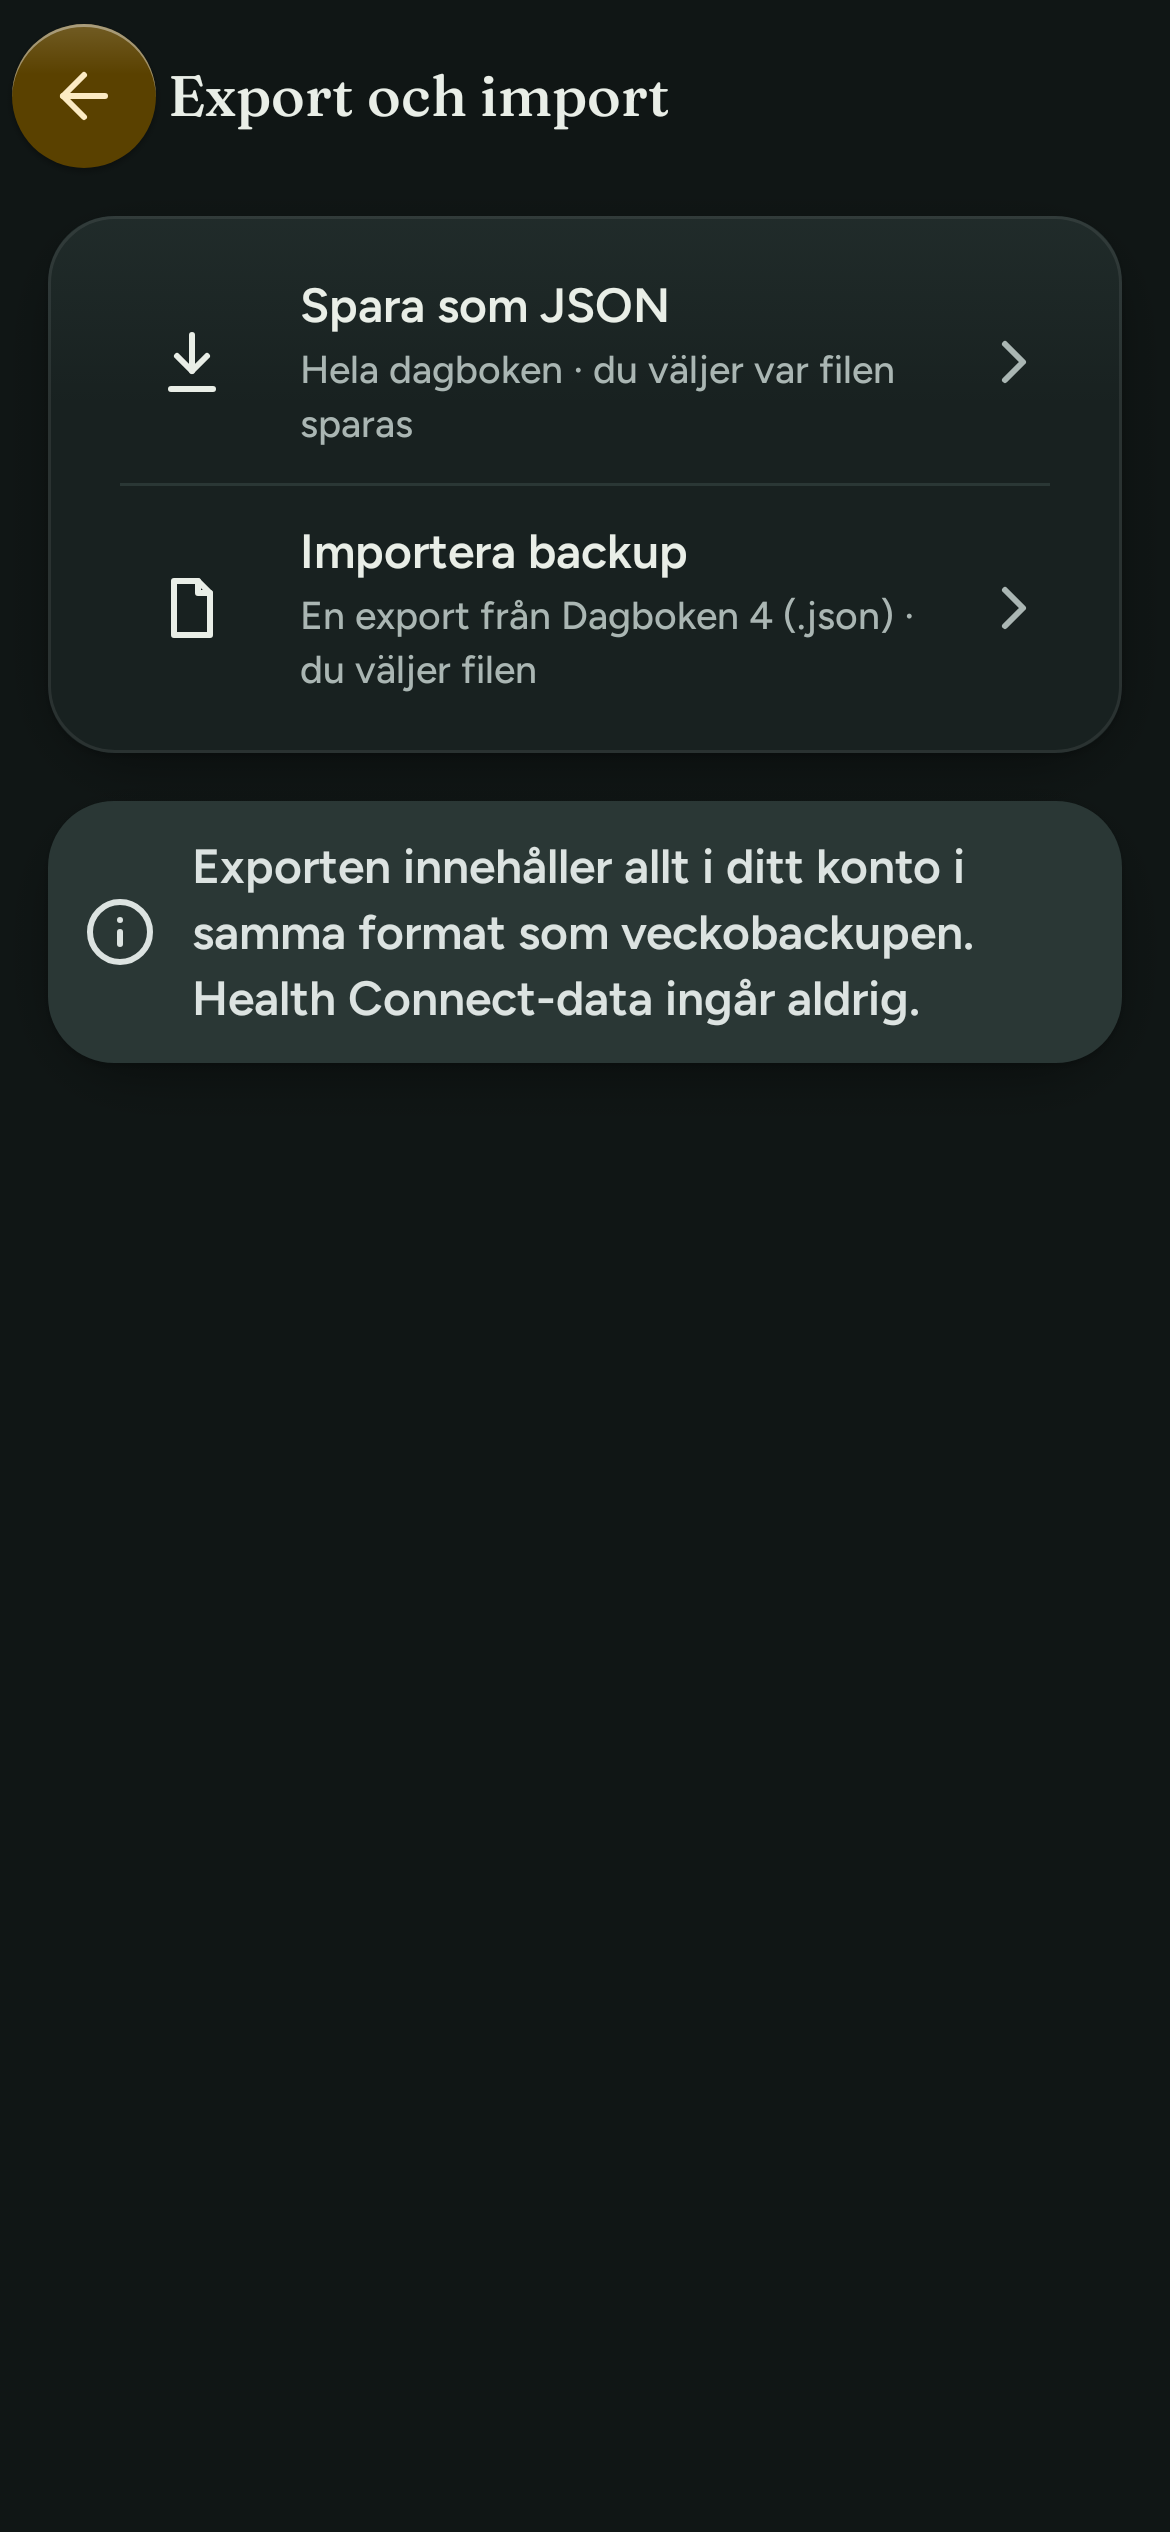 Export och import
Spara som JSON
Hela dagboken · du väljer var filen
sparas
Importera backup
En export från Dagboken 4 (.json) ·
du väljer filen
Exporten innehåller allt i ditt konto i
samma format som veckobackupen.
Health Connect-data ingår aldrig.